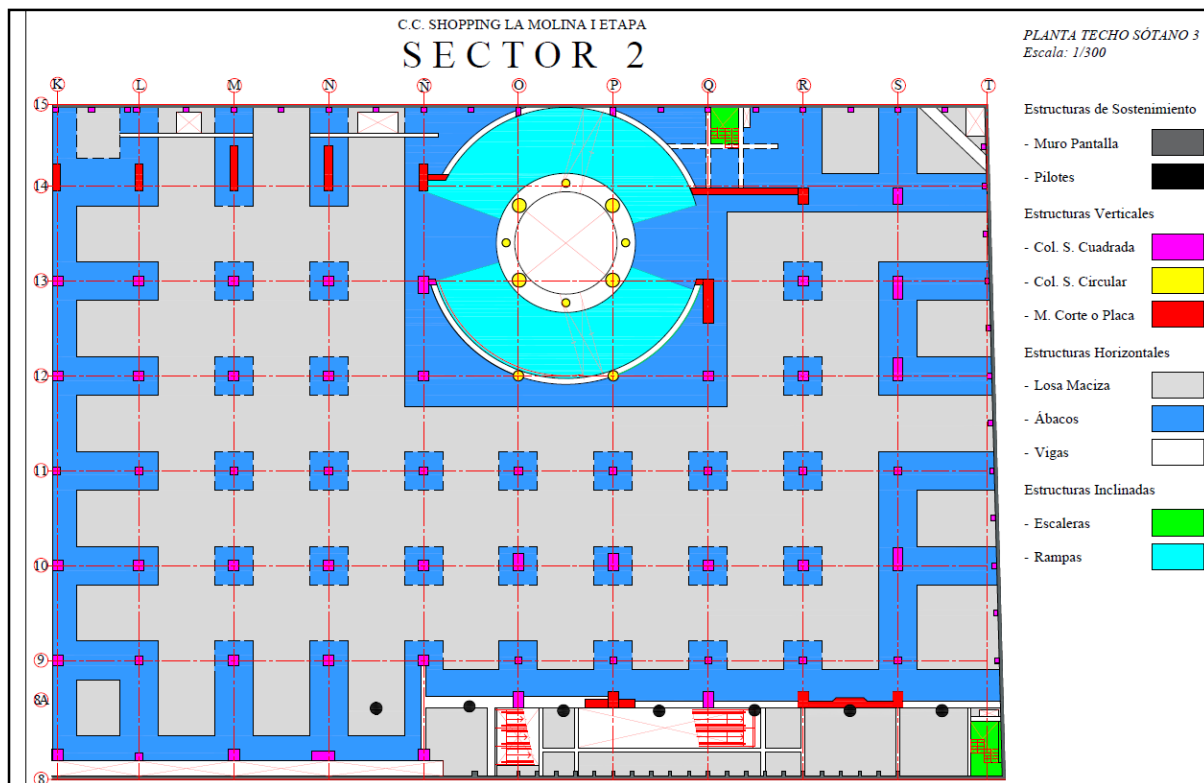 C.C. SHOPPING LA MOLINA I ETAPA
SECTOR 2
PLANTA TECHO SÓTANO 3
Escala: 1/300
K L M N Ñ O P Q R S T
15
14
13
12
11
10
9
8A
8
Estructuras de Sostenimiento
- Muro Pantalla
- Pilotes
Estructuras Verticales
- Col. S. Cuadrada
- Col. S. Circular
- M. Corte o Placa
Estructuras Horizontales
- Losa Maciza
- Ábacos
- Vigas
Estructuras Inclinadas
- Escaleras
- Rampas